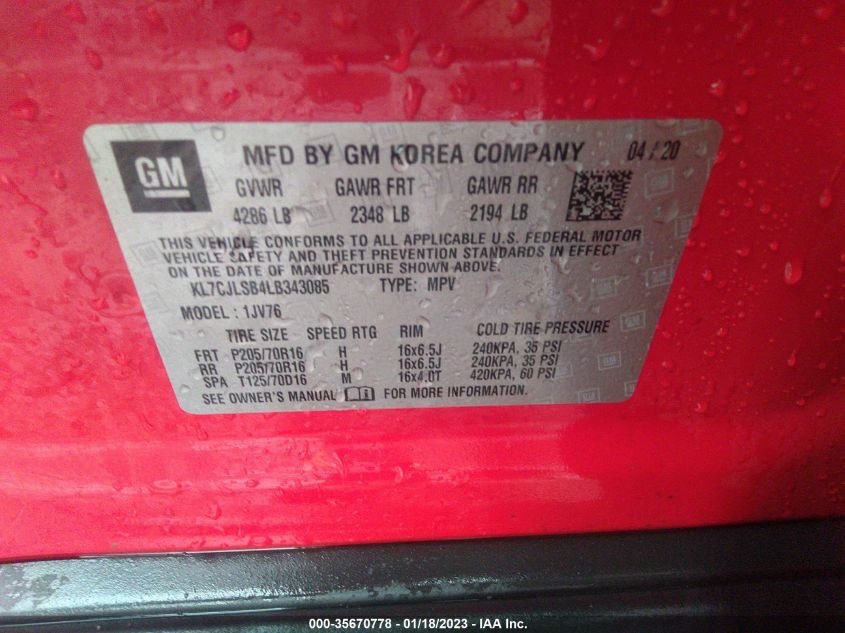 GM
MFD BY GM KOREA COMPANY 04 / 20
GVWR GAWR FRT GAWR RR
4286 LB 2348 LB 2194 LB
THIS VEHICLE CONFORMS TO ALL APPLICABLE U.S. FEDERAL MOTOR
VEHICLE SAFETY AND THEFT PREVENTION STANDARDS IN EFFECT
ON THE DATE OF MANUFACTURE SHOWN ABOVE.
KL7CJLSB4LB343085 TYPE: MPV
MODEL : 1JV76
TIRE SIZE SPEED RTG RIM COLD TIRE PRESSURE
FRT P205/70R16 H 16x6.5J 240KPA, 35 PSI
RR P205/70R16 H 16x6.5J 240KPA, 35 PSI
SPA T125/70D16 M 16x4.0T 420KPA, 60 PSI
SEE OWNER'S MANUAL FOR MORE INFORMATION.
000-35670778 - 01/18/2023 - IAA Inc.